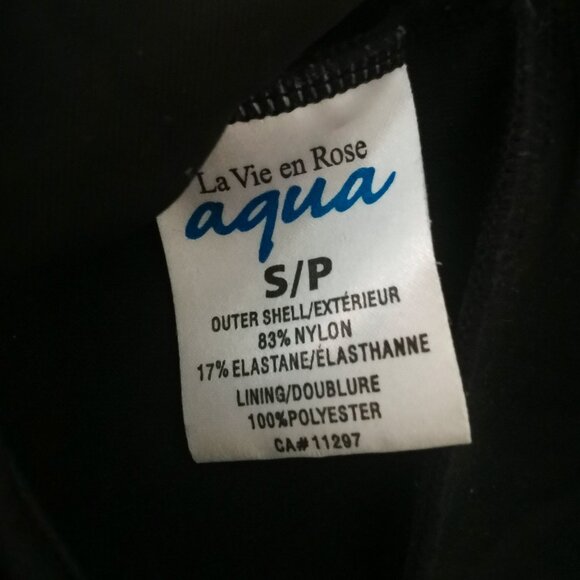 La Vie en Rose
aqua
S/P
OUTER SHELL/EXTÉRIEUR
83% NYLON
17% ELASTANE/ÉLASTHANNE
LINING/DOUBLURE
100%POLYESTER
CA#11297